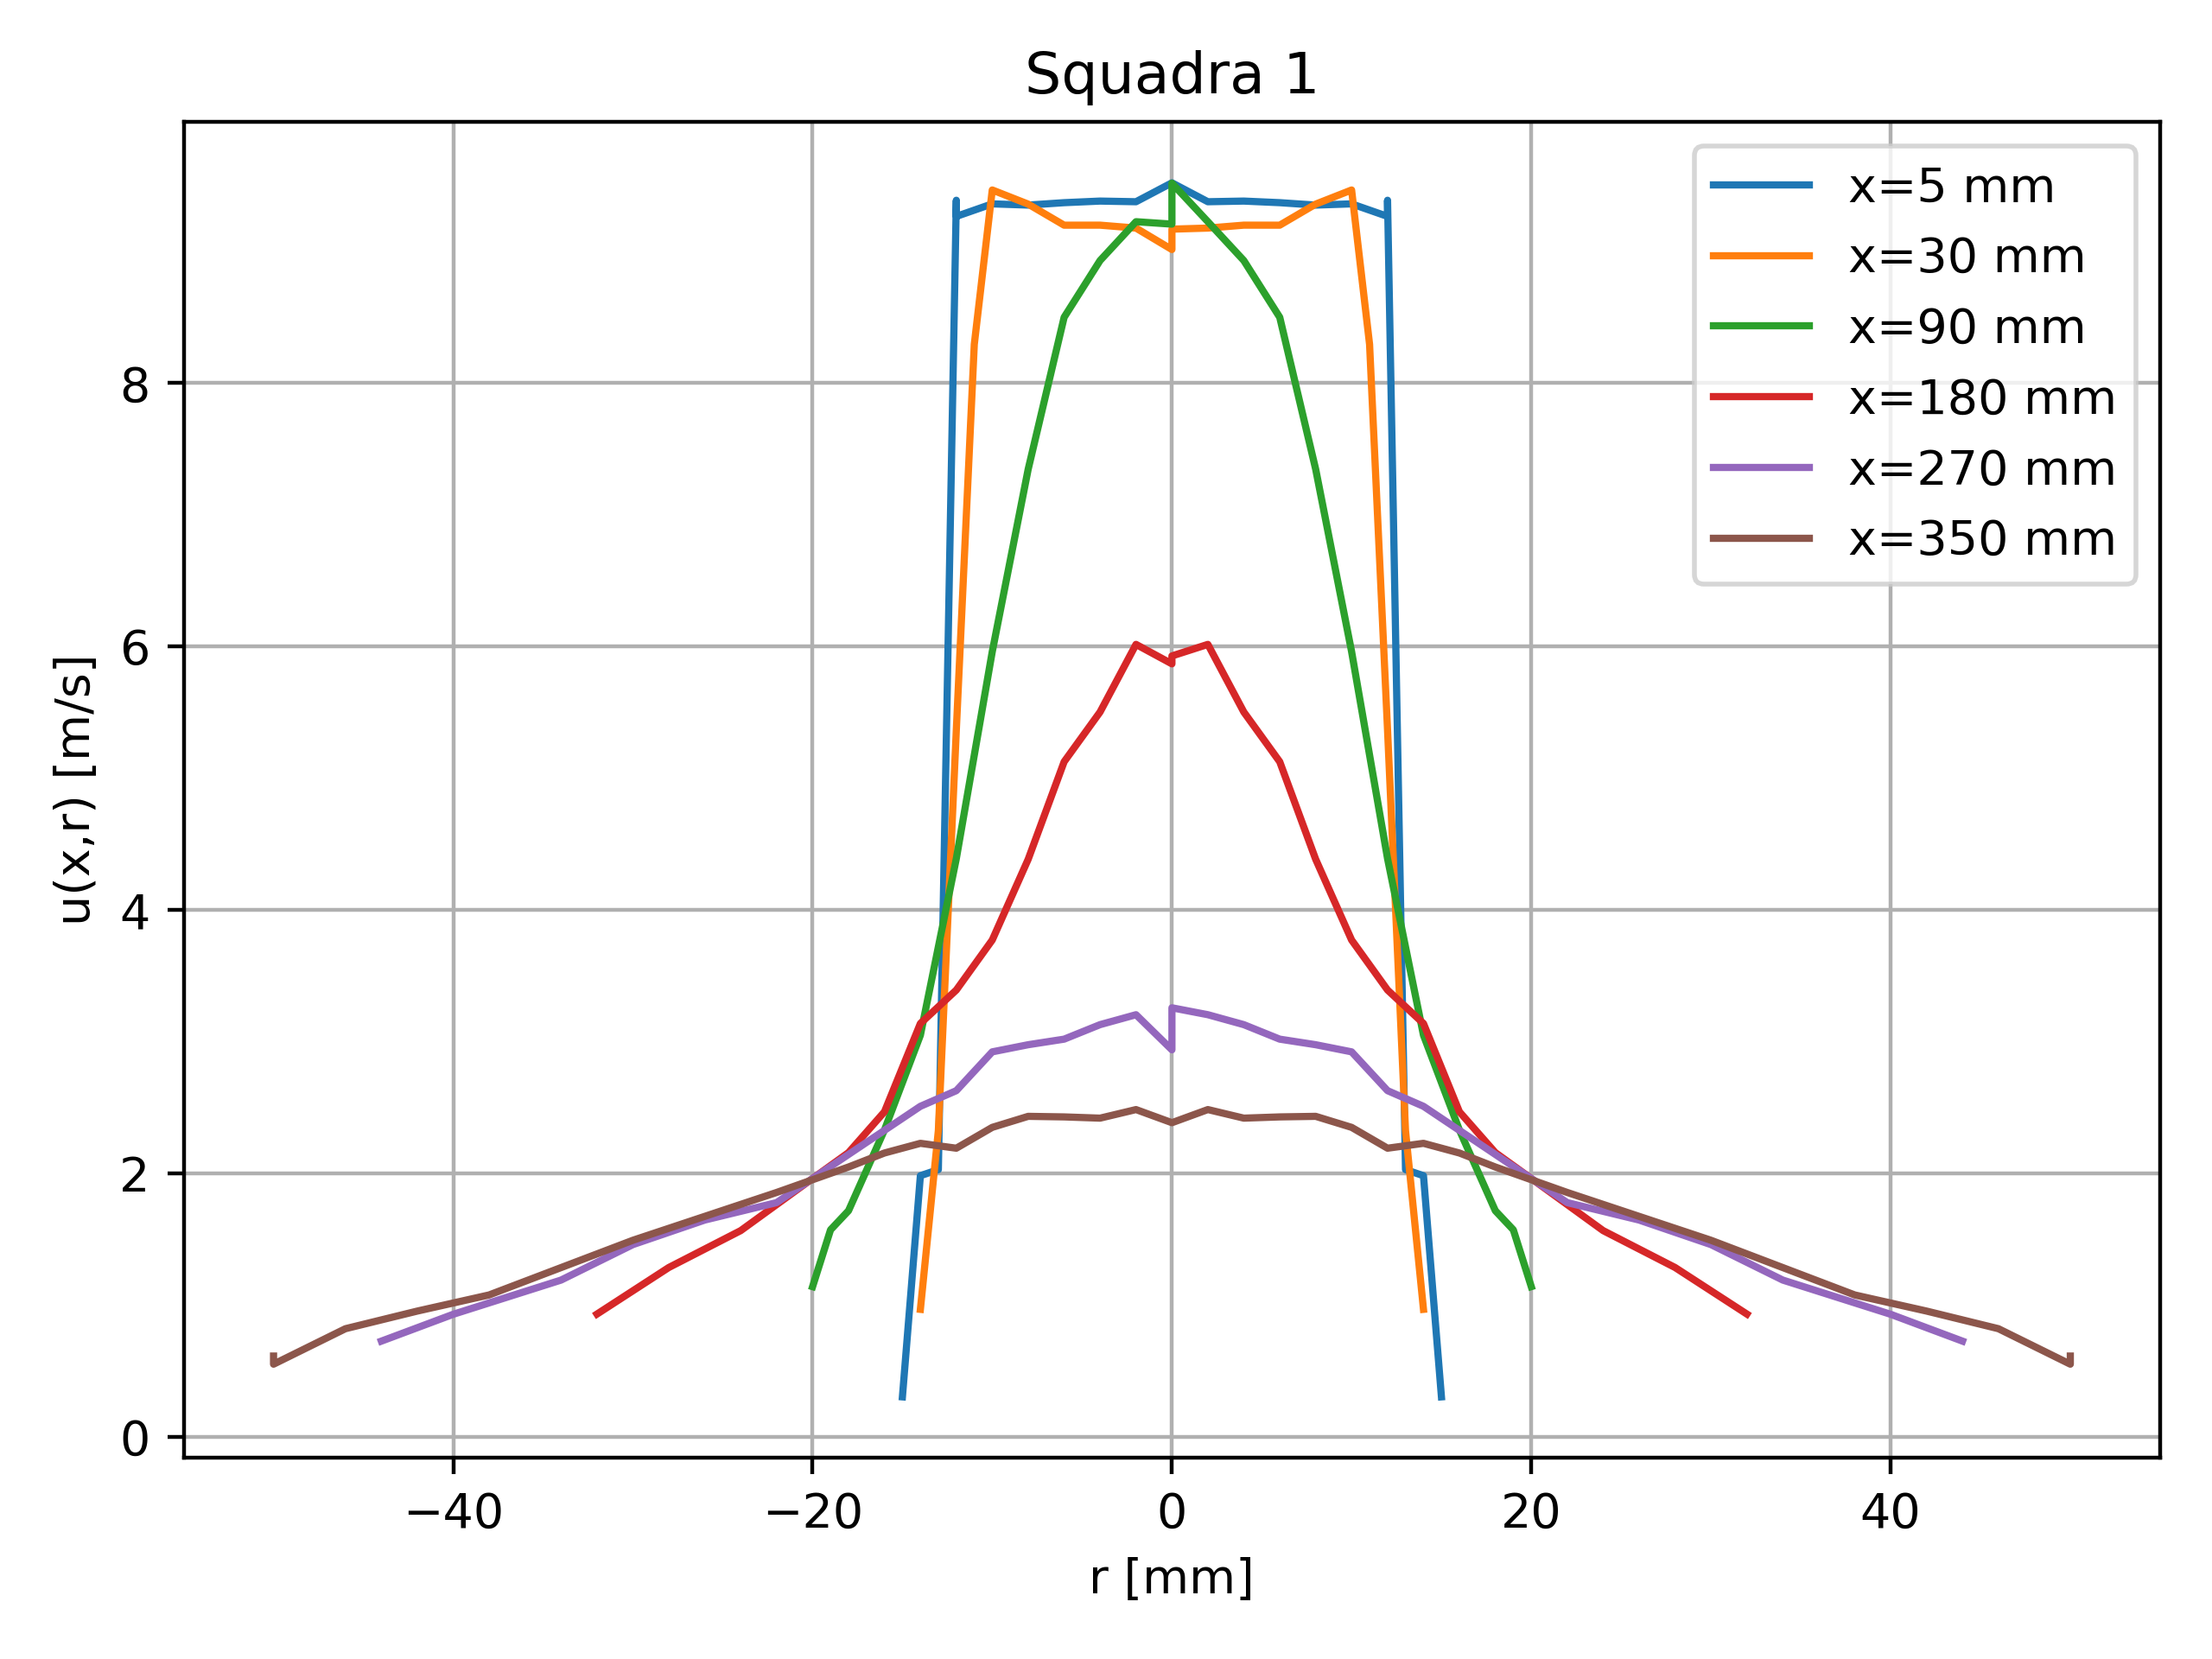 Squadra 1
x=5 mm
x=30 mm
x=90 mm
x=180 mm
x=270 mm
x=350 mm
u(x,r) [m/s]
8
6
4
2
0
−40 −20 0 20 40
r [mm]